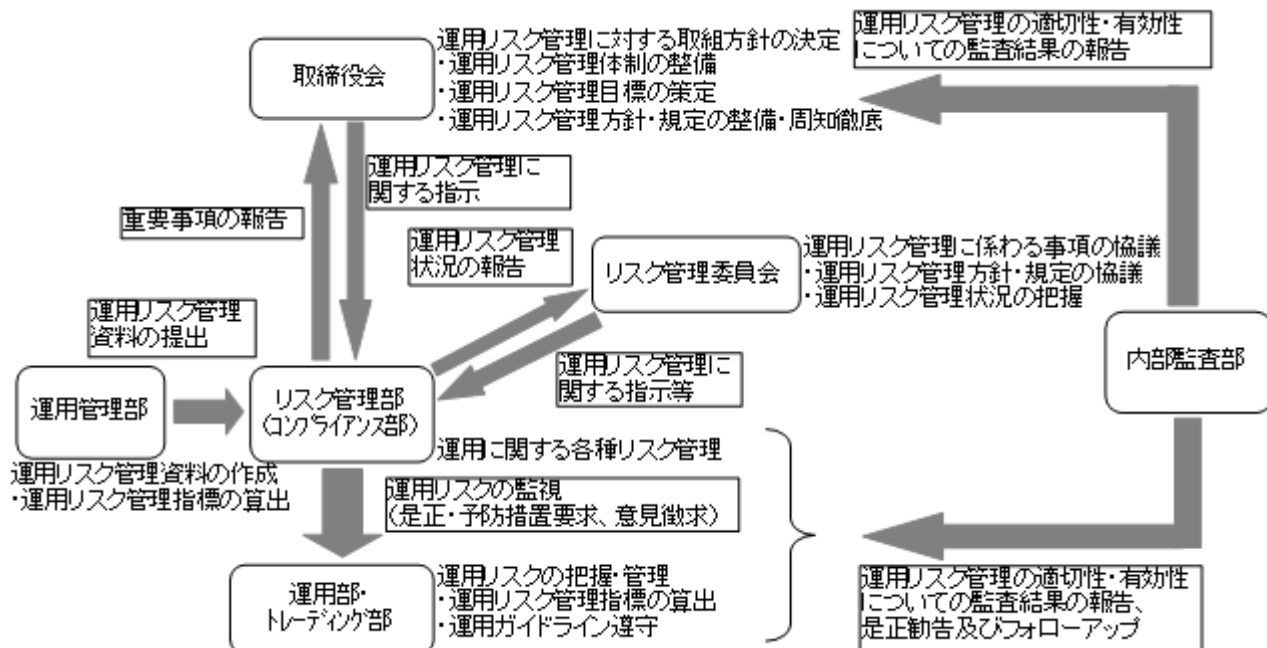 運用リスク管理に対する取組方針の決定
・運用リスク管理体制の整備
・運用リスク管理目標の策定
・運用リスク管理方針・規定の整備・周知徹底
取締役会
運用リスク管理の適切性・有効性
についての監査結果の報告
運用リスク管理に
関する指示
重要事項の報告
運用リスク管理
状況の報告
リスク管理委員会
運用リスク管理に係わる事項の協議
・運用リスク管理方針・規定の協議
・運用リスク管理状況の把握
運用リスク管理
資料の提出
運用リスク管理に
関する指示等
内部監査部
運用管理部
リスク管理部
(コンプライアンス部)
運用に関する各種リスク管理
運用リスク管理資料の作成
・運用リスク管理指標の算出
運用リスクの監視
(是正・予防措置要求、意見徴求)
運用部・
トレーディング部
運用リスクの把握・管理
・運用リスク管理指標の算出
・運用ガイドライン遵守
運用リスク管理の適切性・有効性
についての監査結果の報告、
是正勧告及びフォローアップ